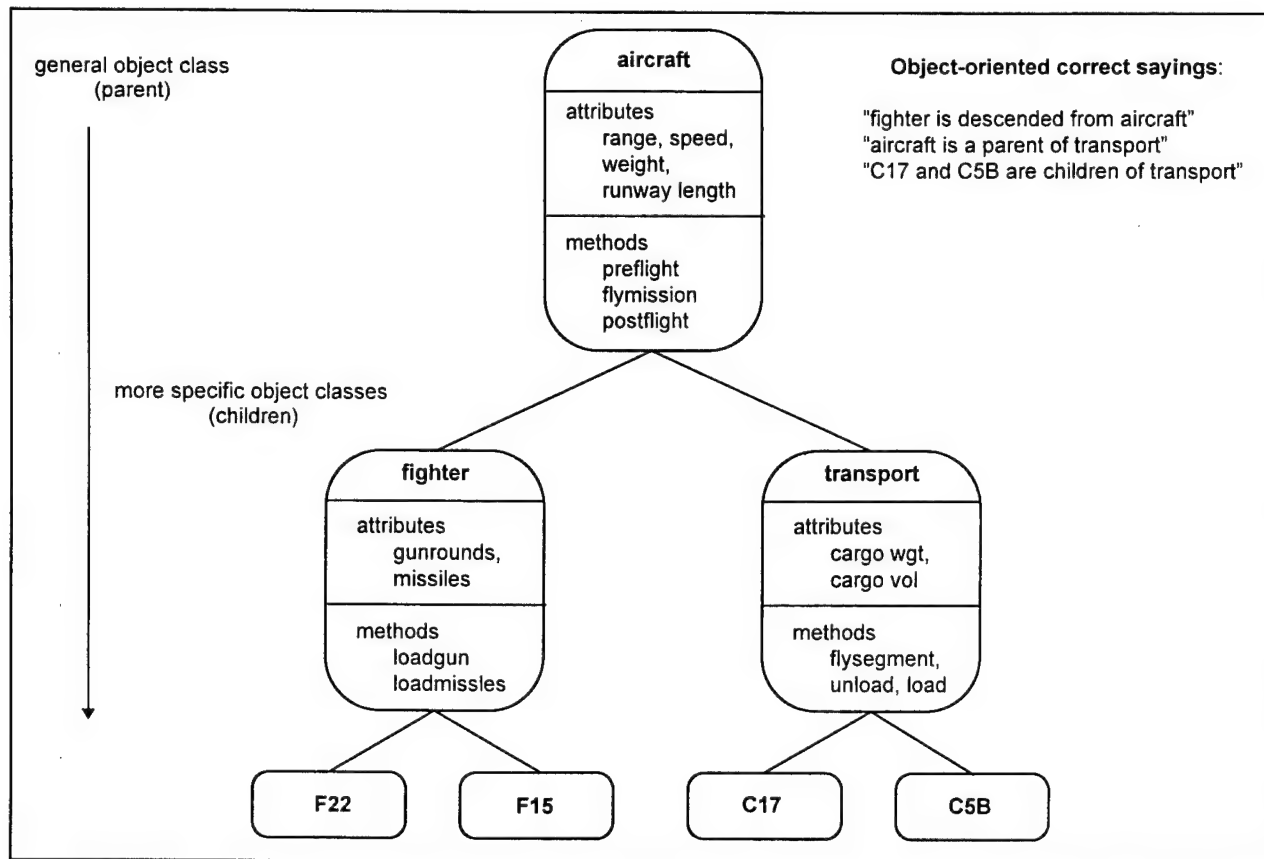 general object class
(parent)
more specific object classes
(children)
aircraft
attributes
range, speed,
weight,
runway length
methods
preflight
flymission
postflight
Object-oriented correct sayings:
"fighter is descended from aircraft"
"aircraft is a parent of transport"
"C17 and C5B are children of transport"
fighter
attributes
gunrounds,
missiles
methods
loadgun
loadmissles
transport
attributes
cargo wgt,
cargo vol
methods
flysegment,
unload, load
F22
F15
C17
C5B